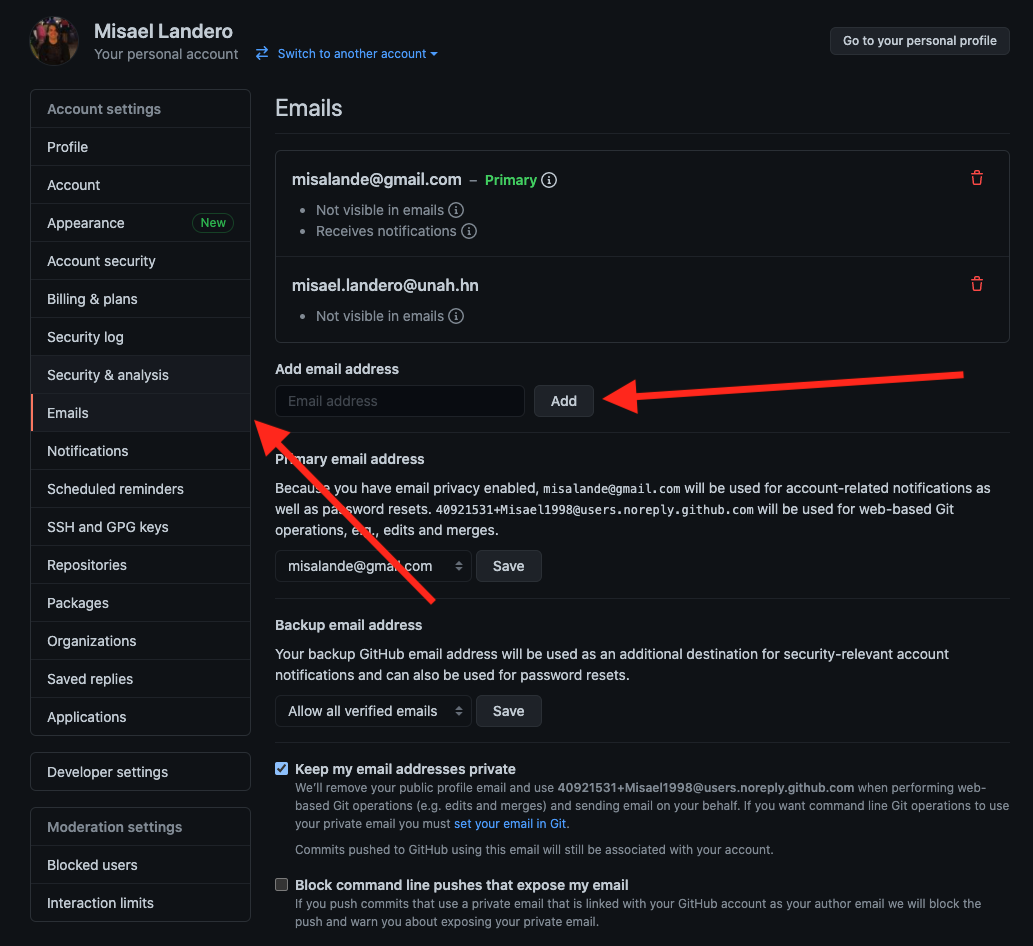 Misael Landero
Your personal account
Switch to another account
Go to your personal profile
Account settings
Profile
Account
Appearance New
Account security
Billing & plans
Security log
Security & analysis
Emails
Notifications
Scheduled reminders
SSH and GPG keys
Repositories
Packages
Organizations
Saved replies
Applications
Developer settings
Moderation settings
Blocked users
Interaction limits
Emails
misalande@gmail.com – Primary
• Not visible in emails
• Receives notifications
misael.landero@unah.hn
• Not visible in emails
Add email address
Email address
Add
Primary email address
Because you have email privacy enabled, misalande@gmail.com will be used for account-related notifications as
well as password resets. 40921531+Misael1998@users.noreply.github.com will be used for web-based Git
operations, e.g., edits and merges.
misalande@gmail.com
Save
Backup email address
Your backup GitHub email address will be used as an additional destination for security-relevant account
notifications and can also be used for password resets.
Allow all verified emails
Save
Keep my email addresses private
We'll remove your public profile email and use 40921531+Misael1998@users.noreply.github.com when performing web-
based Git operations (e.g. edits and merges) and sending email on your behalf. If you want command line Git operations to use
your private email you must set your email in Git.
Commits pushed to GitHub using this email will still be associated with your account.
Block command line pushes that expose my email
If you push commits that use a private email that is linked with your GitHub account as your author email we will block the
push and warn you about exposing your private email.